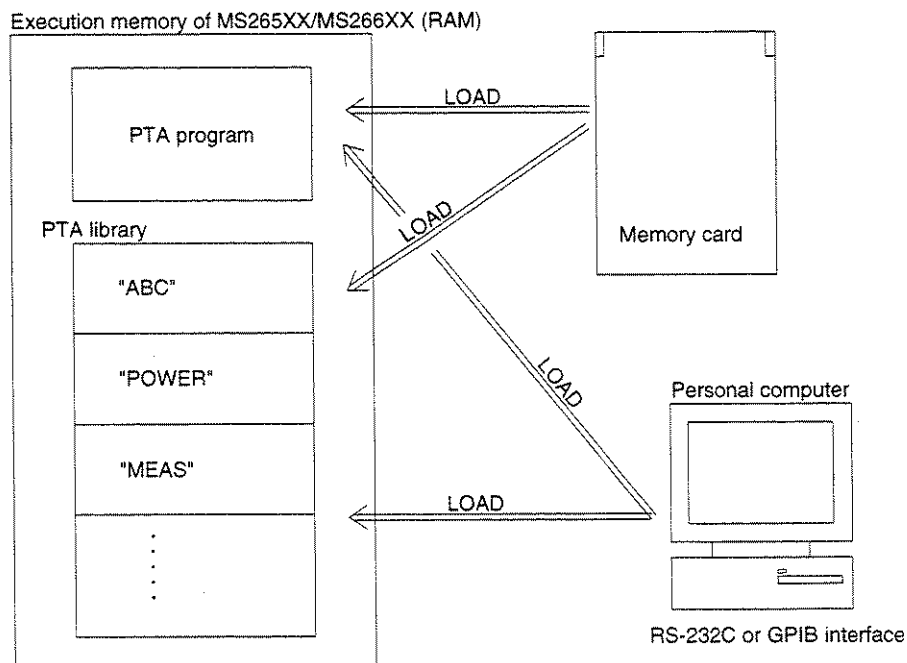 Execution memory of MS265XX/MS266XX (RAM)
PTA program
LOAD
Memory card
LOAD
PTA library
"ABC"
"POWER"
"MEAS"
LOAD
Personal computer
LOAD
RS-232C or GPIB interface